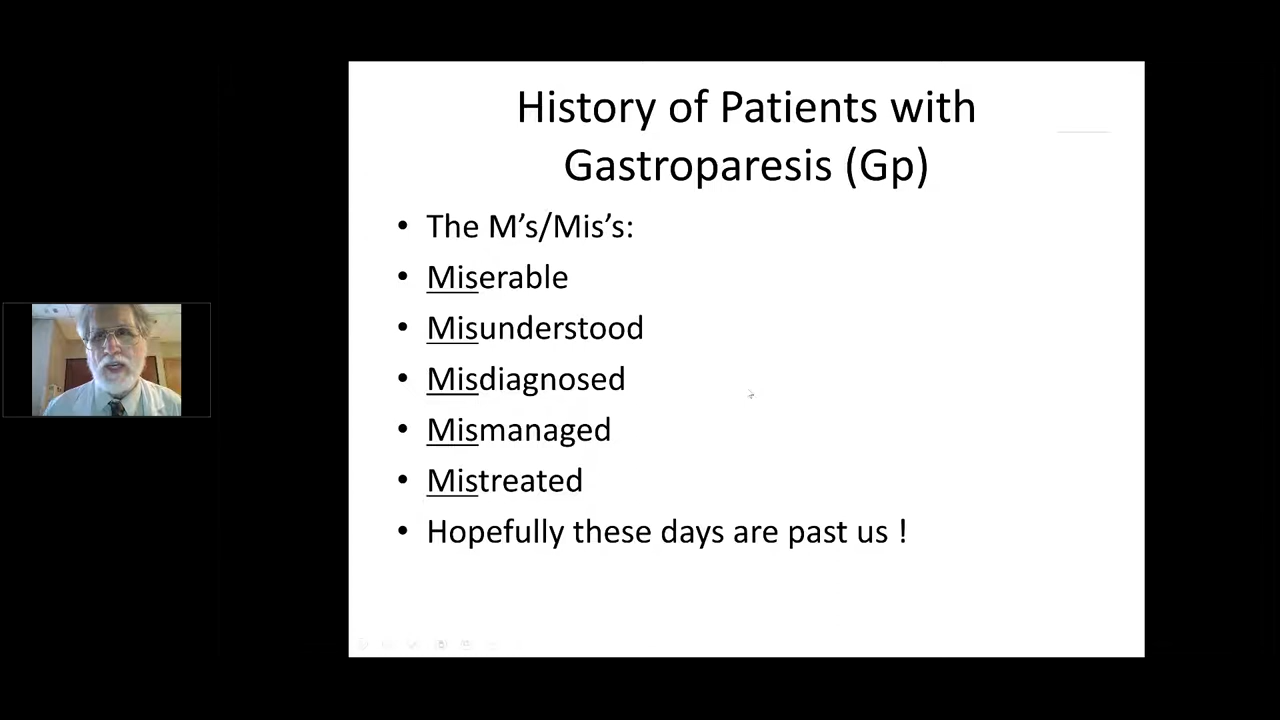 History of Patients with
Gastroparesis (Gp)
• The M’s/Mis’s:
• Miserable
• Misunderstood
• Misdiagnosed
• Mismanaged
• Mistreated
• Hopefully these days are past us !